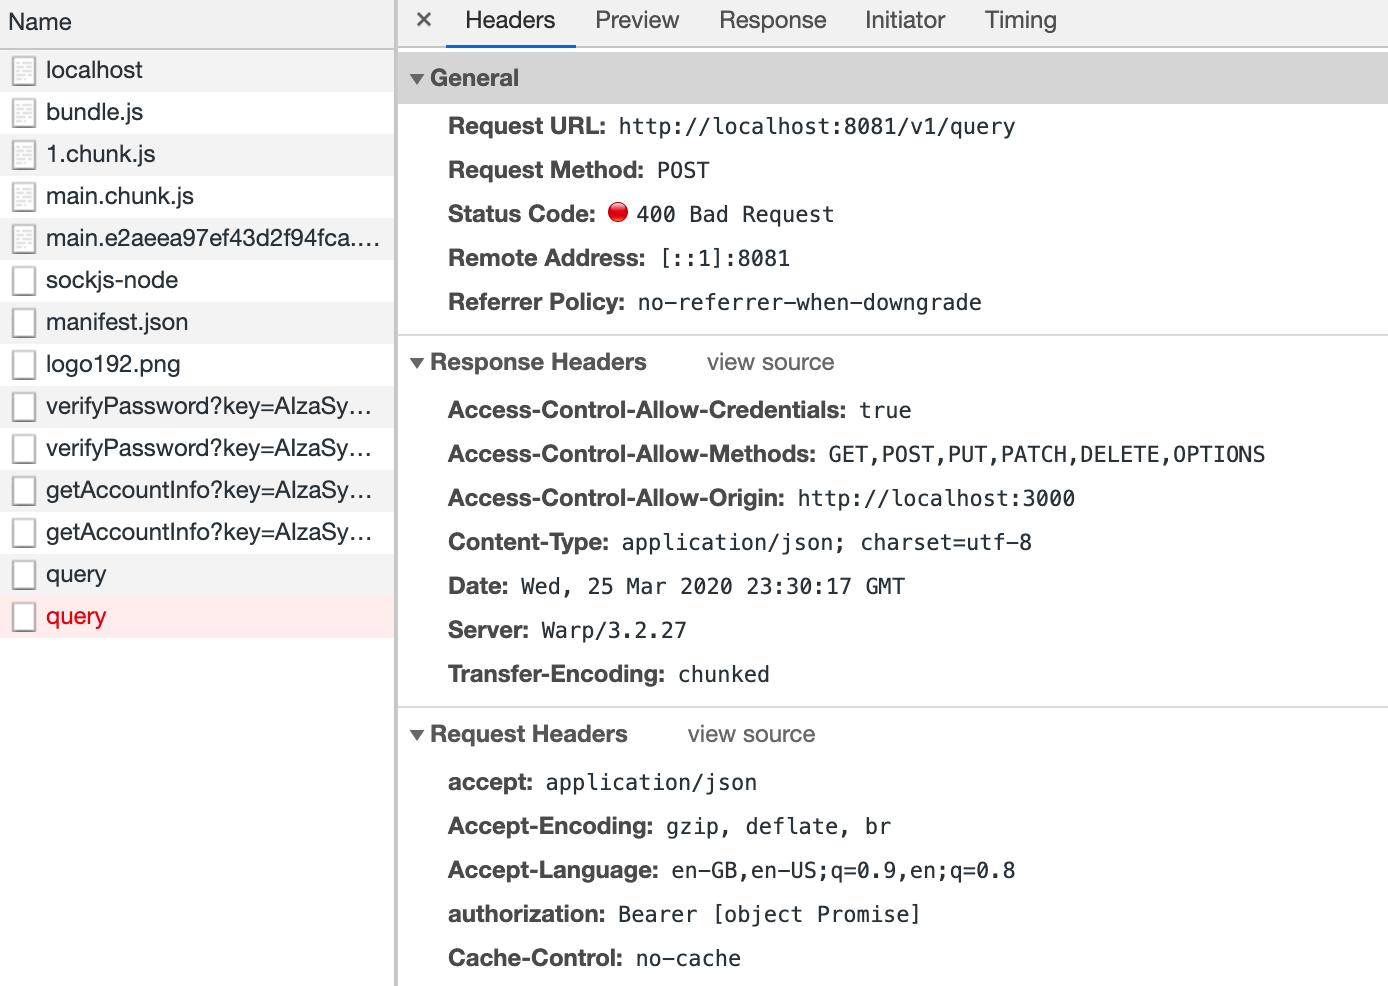 Name
localhost
bundle.js
1.chunk.js
main.chunk.js
main.e2aeea97ef43d2f94fca....
sockjs-node
manifest.json
logo192.png
verifyPassword?key=AIzaSy...
verifyPassword?key=AIzaSy...
getAccountInfo?key=AIzaSy...
getAccountInfo?key=AIzaSy...
query
query
× Headers Preview Response Initiator Timing
General
Request URL: http://localhost:8081/v1/query
Request Method: POST
Status Code: 400 Bad Request
Remote Address: [::1]:8081
Referrer Policy: no-referrer-when-downgrade
Response Headers view source
Access-Control-Allow-Credentials: true
Access-Control-Allow-Methods: GET,POST,PUT,PATCH,DELETE,OPTIONS
Access-Control-Allow-Origin: http://localhost:3000
Content-Type: application/json; charset=utf-8
Date: Wed, 25 Mar 2020 23:30:17 GMT
Server: Warp/3.2.27
Transfer-Encoding: chunked
Request Headers view source
accept: application/json
Accept-Encoding: gzip, deflate, br
Accept-Language: en-GB,en-US;q=0.9,en;q=0.8
authorization: Bearer [object Promise]
Cache-Control: no-cache